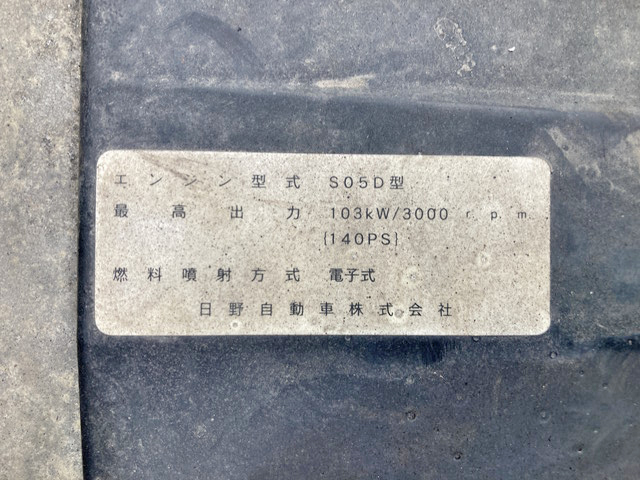 エンジン型式 S05D型
最高出力 103kW/3000 r.p.m
{140PS}
燃料噴射方式 電子式
日野自動車株式会社